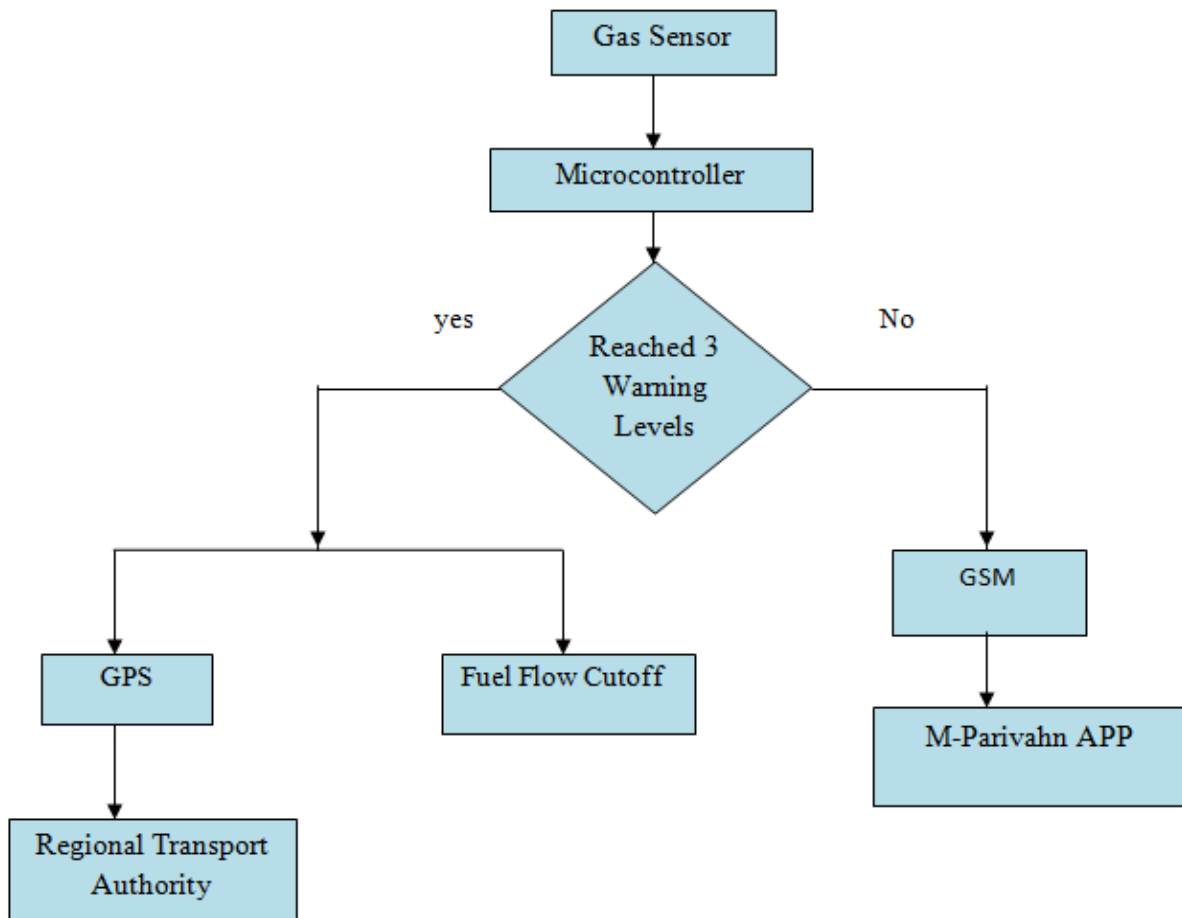 Gas Sensor
Microcontroller
yes
No
Reached 3
Warning
Levels
GSM
GPS
Fuel Flow Cutoff
M-Parivahn APP
Regional Transport
Authority